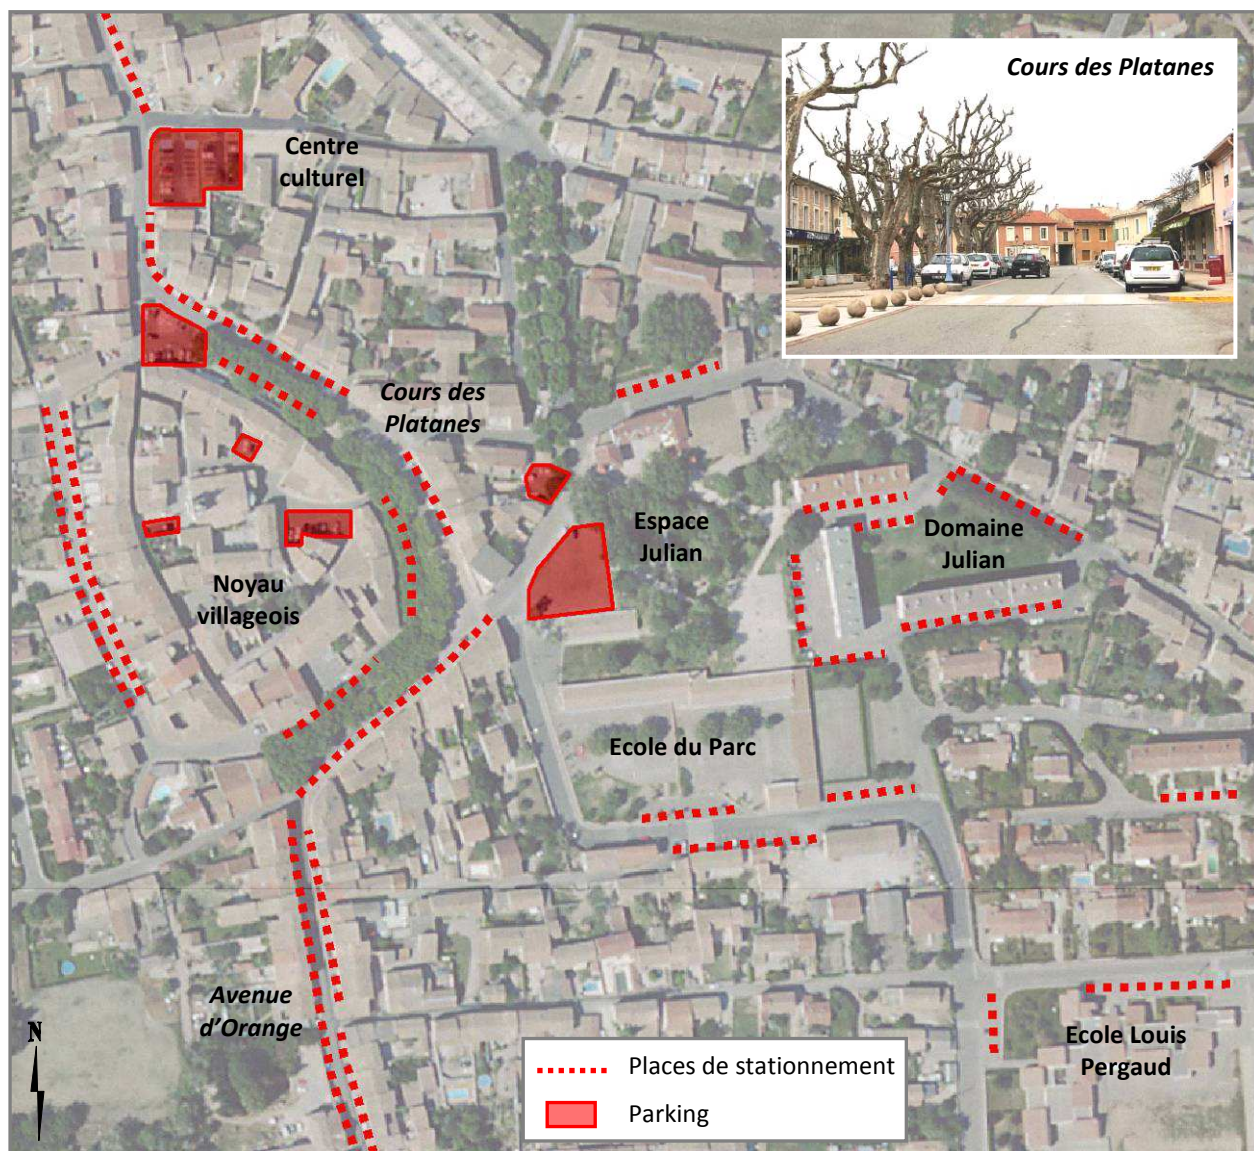 Cours des Platanes
Centre
culturel
Cours des
Platanes
Espace
Julian
Domaine
Julian
Noyau
villageois
Ecole du Parc
Avenue
d'Orange
Ecole Louis
Pergaud
N
Places de stationnement
Parking